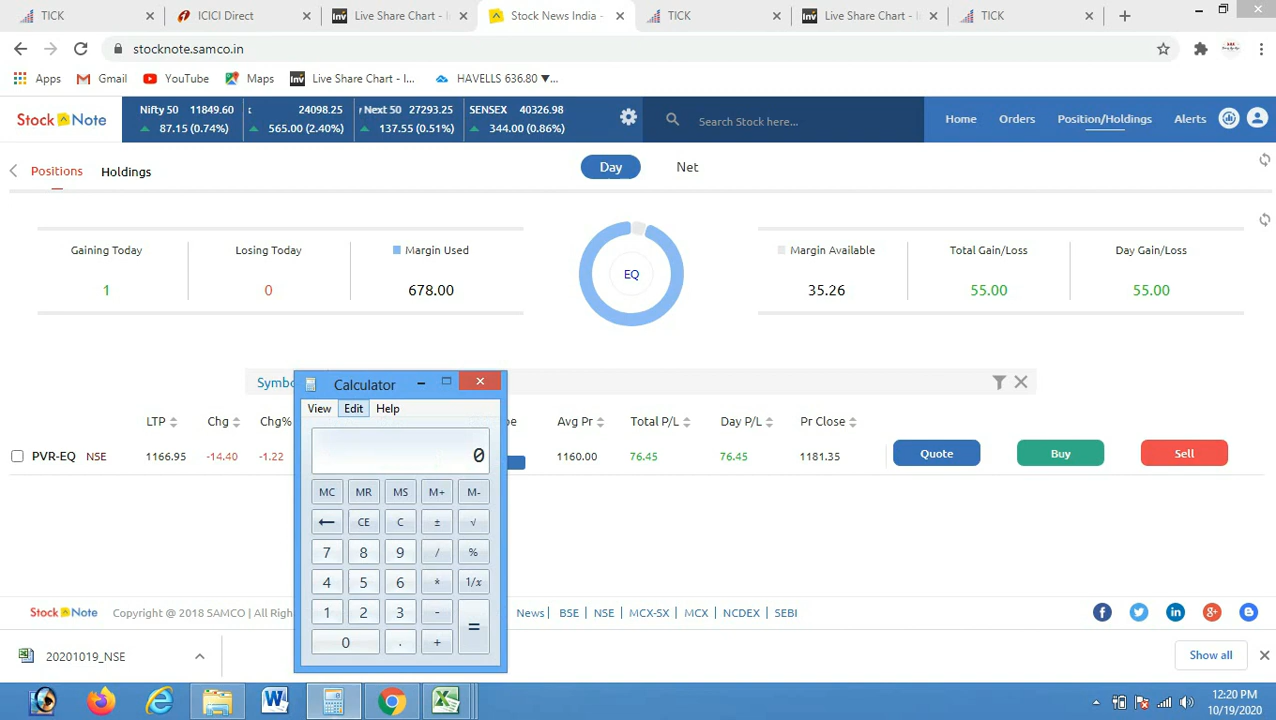 TICK
ICICI Direct
Live Share Chart - I
Stock News India -
TICK
Live Share Chart - I
TICK
stocknote.samco.in
Apps
Gmail
YouTube
Maps
Inv
Live Share Chart - I...
HAVELLS 636.80 ▼...
Stock Note
Nifty 50 11849.60
87.15 (0.74%)
24098.25
565.00 (2.40%)
Next 50 27293.25
137.55 (0.51%)
SENSEX 40326.98
344.00 (0.86%)
Search Stock here...
Home
Orders
Position/Holdings
Alerts
Positions
Holdings
Day
Net
Gaining Today
1
Losing Today
0
Margin Used
678.00
EQ
Margin Available
35.26
Total Gain/Loss
55.00
Day Gain/Loss
55.00
Symbo
Calculator
View Edit Help
0
MC MR MS M+ M-
← CE C ± √
7 8 9 / %
4 5 6 * 1/x
1 2 3 - =
0 . +
LTP Chg Chg% pe Avg Pr Total P/L Day P/L Pr Close
PVR-EQ NSE 1166.95 -14.40 -1.22 1160.00 76.45 76.45 1181.35 Quote Buy Sell
Stock Note Copyright @ 2018 SAMCO | All Rig News | BSE | NSE | MCX-SX | MCX | NCDEX | SEBI
20201019_NSE
Show all
12:20 PM
10/19/2020